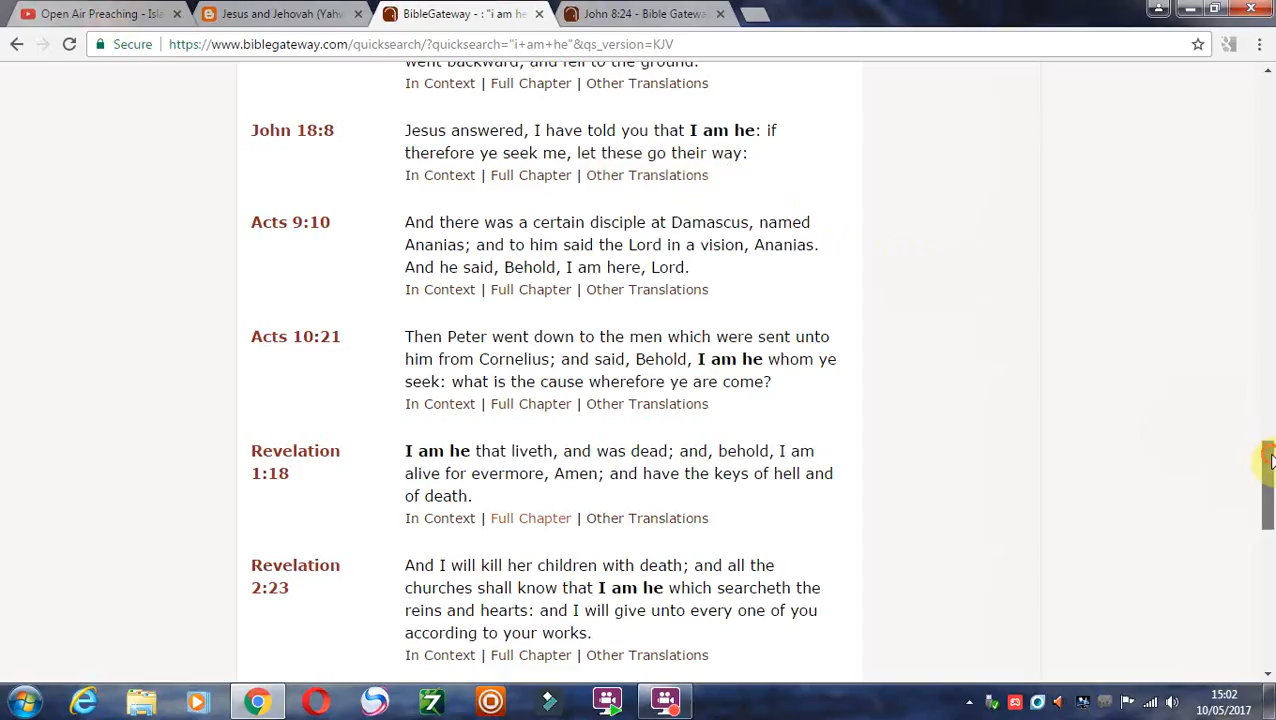 Open Air Preaching - Isla
Jesus and Jehovah (Yahw
BibleGateway - : "i am he
John 8:24 - Bible Gatewa
Secure
https://www.biblegateway.com/quicksearch/?quicksearch="i+am+he"&qs_version=KJV
went backward, and fell to the ground.
In Context | Full Chapter | Other Translations
John 18:8
Jesus answered, I have told you that I am he: if
therefore ye seek me, let these go their way:
In Context | Full Chapter | Other Translations
Acts 9:10
And there was a certain disciple at Damascus, named
Ananias; and to him said the Lord in a vision, Ananias.
And he said, Behold, I am here, Lord.
In Context | Full Chapter | Other Translations
Acts 10:21
Then Peter went down to the men which were sent unto
him from Cornelius; and said, Behold, I am he whom ye
seek: what is the cause wherefore ye are come?
In Context | Full Chapter | Other Translations
Revelation
1:18
I am he that liveth, and was dead; and, behold, I am
alive for evermore, Amen; and have the keys of hell and
of death.
In Context | Full Chapter | Other Translations
Revelation
2:23
And I will kill her children with death; and all the
churches shall know that I am he which searcheth the
reins and hearts: and I will give unto every one of you
according to your works.
In Context | Full Chapter | Other Translations
15:02
10/05/2017